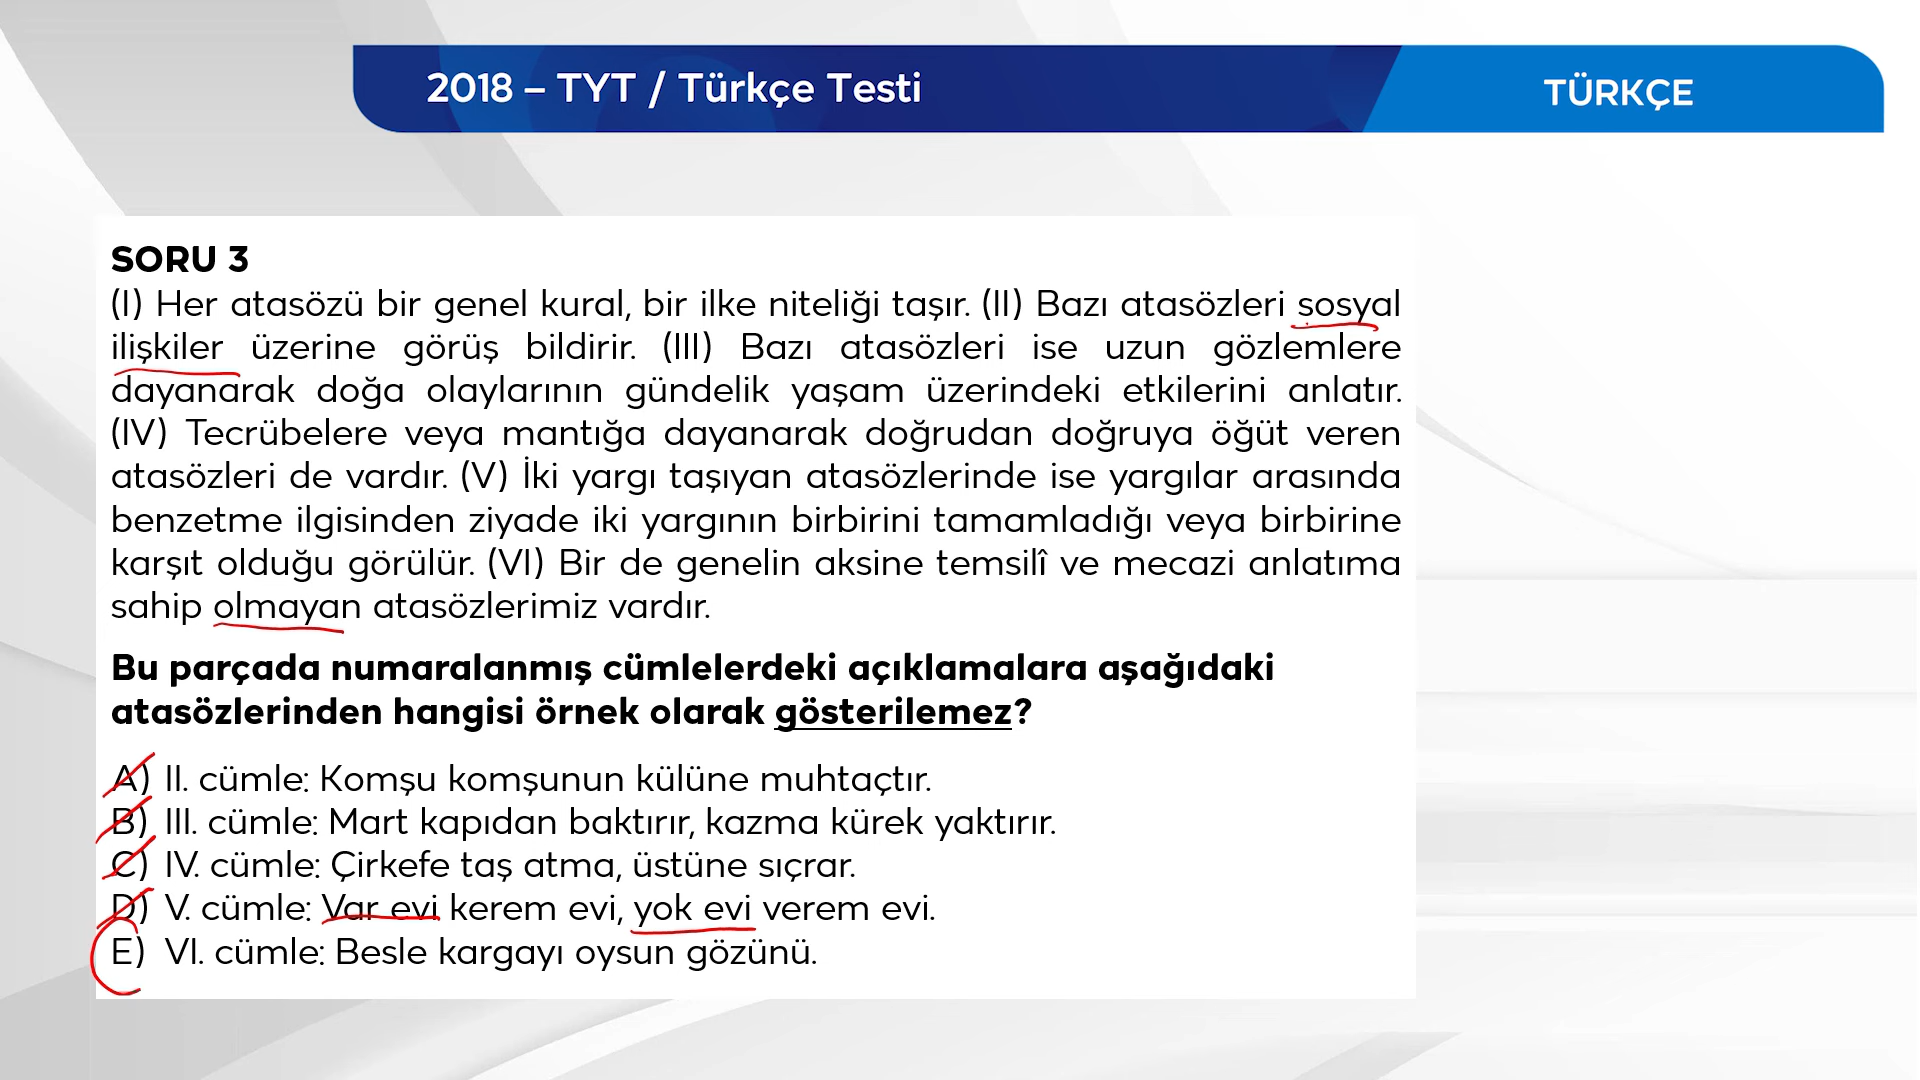 2018 – TYT / Türkçe Testi
TÜRKÇE
SORU 3
(I) Her atasözü bir genel kural, bir ilke niteliği taşır. (II) Bazı atasözleri sosyal
ilişkiler üzerine görüş bildirir. (III) Bazı atasözleri ise uzun gözlemlere
dayanarak doğa olaylarının gündelik yaşam üzerindeki etkilerini anlatır.
(IV) Tecrübelere veya mantığa dayanarak doğrudan doğruya öğüt veren
atasözleri de vardır. (V) İki yargı taşıyan atasözlerinde ise yargılar arasında
benzetme ilgisinden ziyade iki yargının birbirini tamamladığı veya birbirine
karşıt olduğu görülür. (VI) Bir de genelin aksine temsilî ve mecazi anlatıma
sahip olmayan atasözlerimiz vardır.
Bu parçada numaralanmış cümlelerdeki açıklamalara aşağıdaki
atasözlerinden hangisi örnek olarak gösterilemez?
A) II. cümle: Komşu komşunun külüne muhtaçtır.
B) III. cümle: Mart kapıdan baktırır, kazma kürek yaktırır.
C) IV. cümle: Çirkefe taş atma, üstüne sıçrar.
D) V. cümle: Var evi kerem evi, yok evi verem evi.
E) VI. cümle: Besle kargayı oysun gözünü.